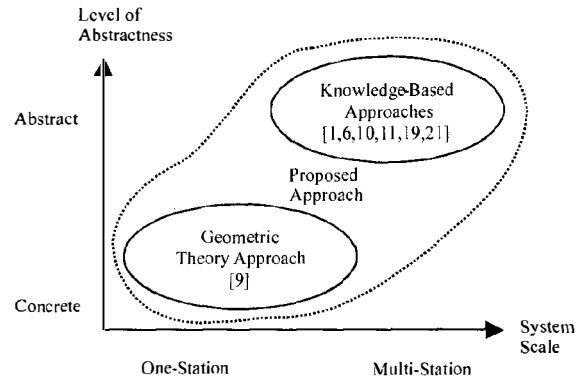 Level of
Abstractness
Knowledge-Based
Approaches
[1,6,10,11,19,21]
Abstract
Proposed
Approach
Geometric
Theory Approach
[9]
Concrete
System
Scale
One-Station
Multi-Station